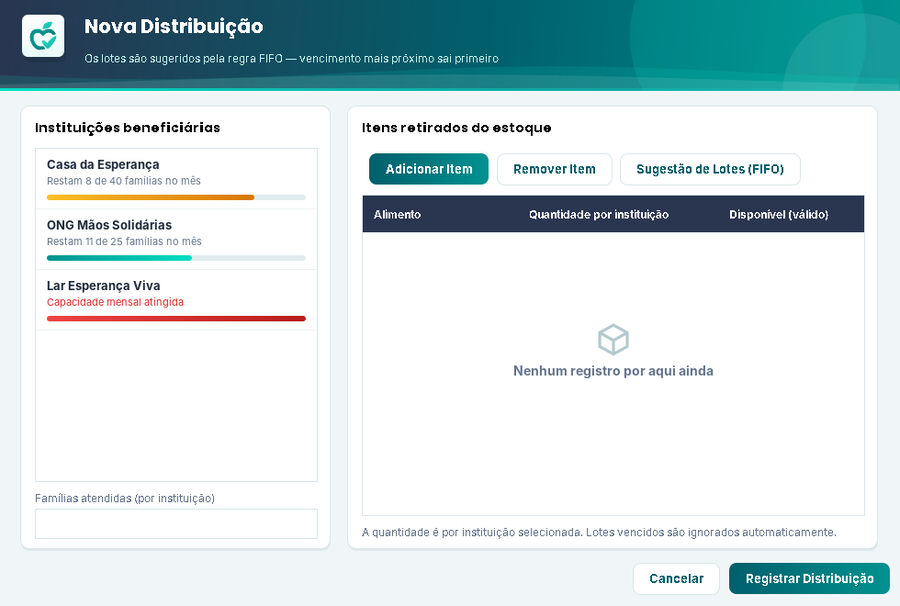 Nova Distribuição
Os lotes são sugeridos pela regra FIFO — vencimento mais próximo sai primeiro
Instituições beneficiárias
Casa da Esperança
Restam 8 de 40 famílias no mês
ONG Mãos Solidárias
Restam 11 de 25 famílias no mês
Lar Esperança Viva
Capacidade mensal atingida
Famílias atendidas (por instituição)
Itens retirados do estoque
Adicionar Item
Remover Item
Sugestão de Lotes (FIFO)
Alimento
Quantidade por instituição
Disponível (válido)
Nenhum registro por aqui ainda
A quantidade é por instituição selecionada. Lotes vencidos são ignorados automaticamente.
Cancelar
Registrar Distribuição